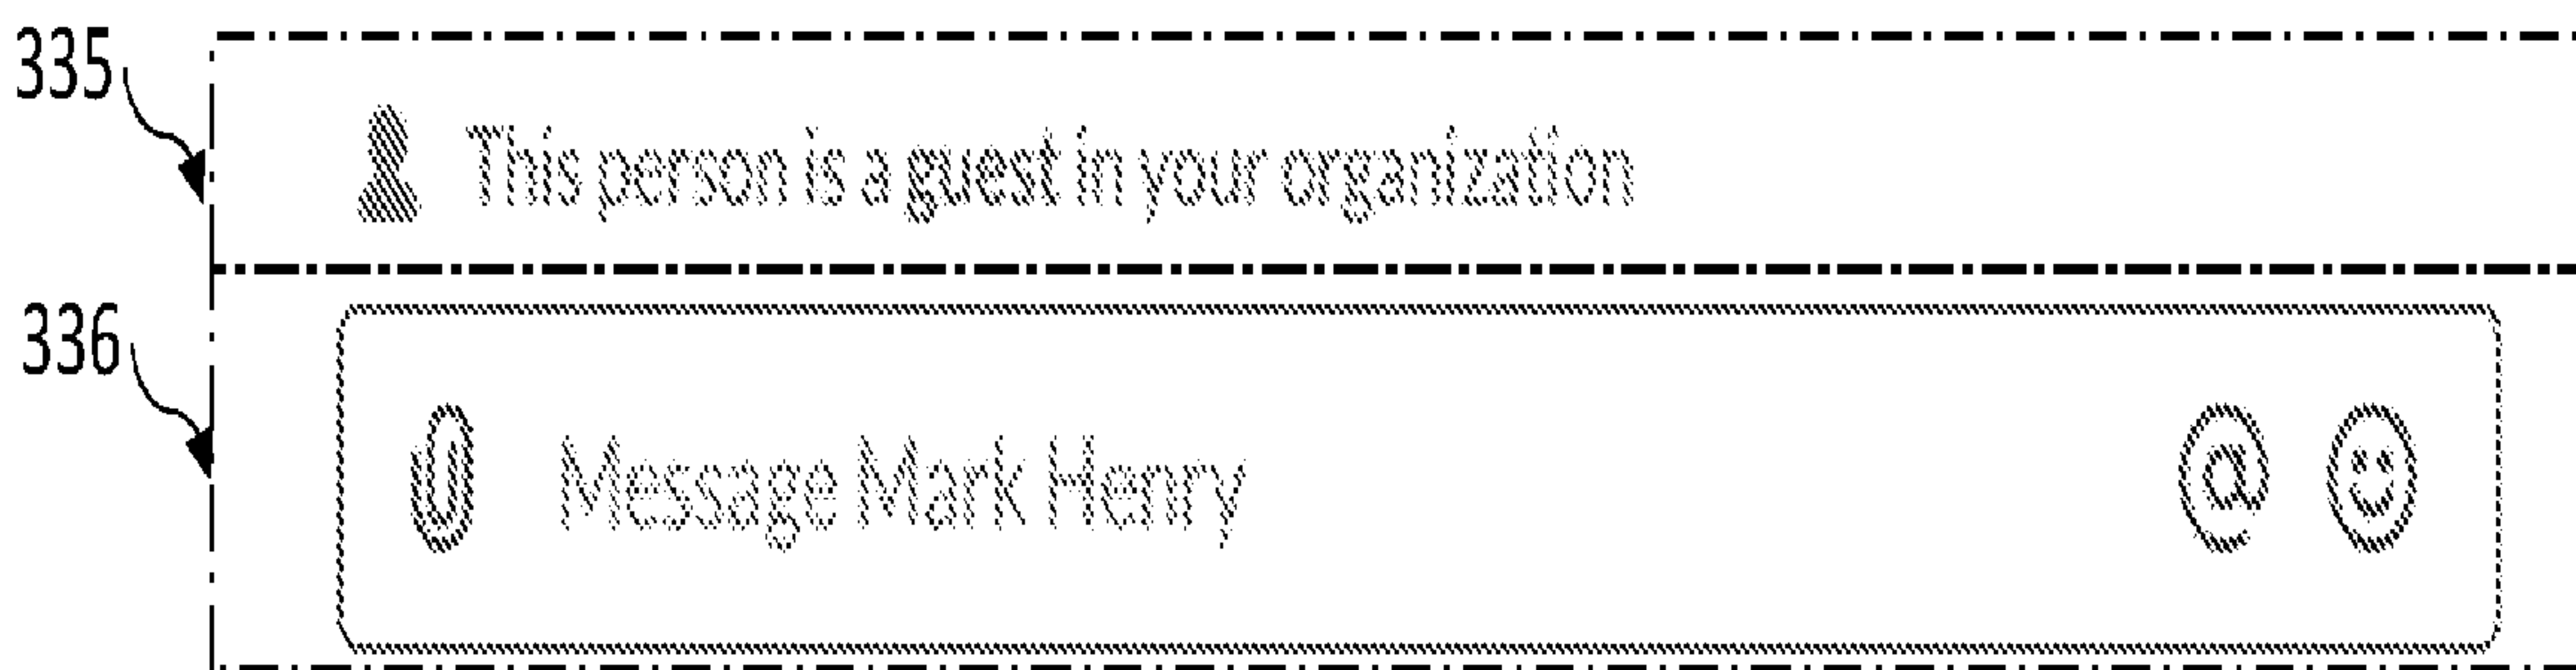 335
This person is a guest in your organization
336
Message Mark Henry @